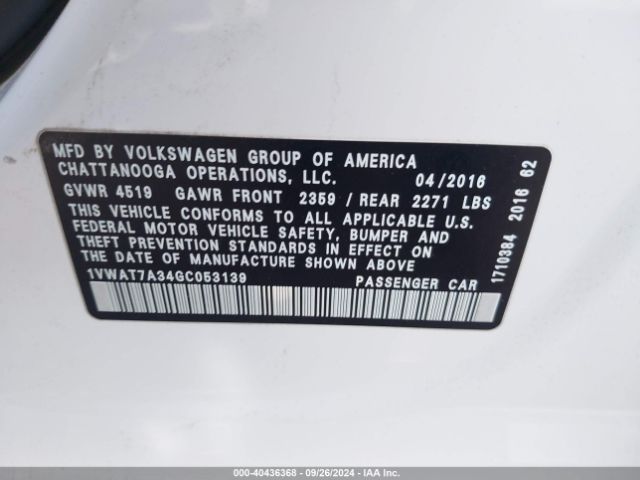 MFD BY VOLKSWAGEN GROUP OF AMERICA
CHATTANOOGA OPERATIONS, LLC. 04/2016
GVWR 4519 GAWR FRONT 2359 / REAR 2271 LBS
THIS VEHICLE CONFORMS TO ALL APPLICABLE U.S.
FEDERAL MOTOR VEHICLE SAFETY, BUMPER AND
THEFT PREVENTION STANDARDS IN EFFECT ON
THE DATE OF MANUFACTURE SHOWN ABOVE
1VWAT7A34GC053139 PASSENGER CAR
1710384 2016 62
000-40436368 - 09/26/2024 - IAA Inc.